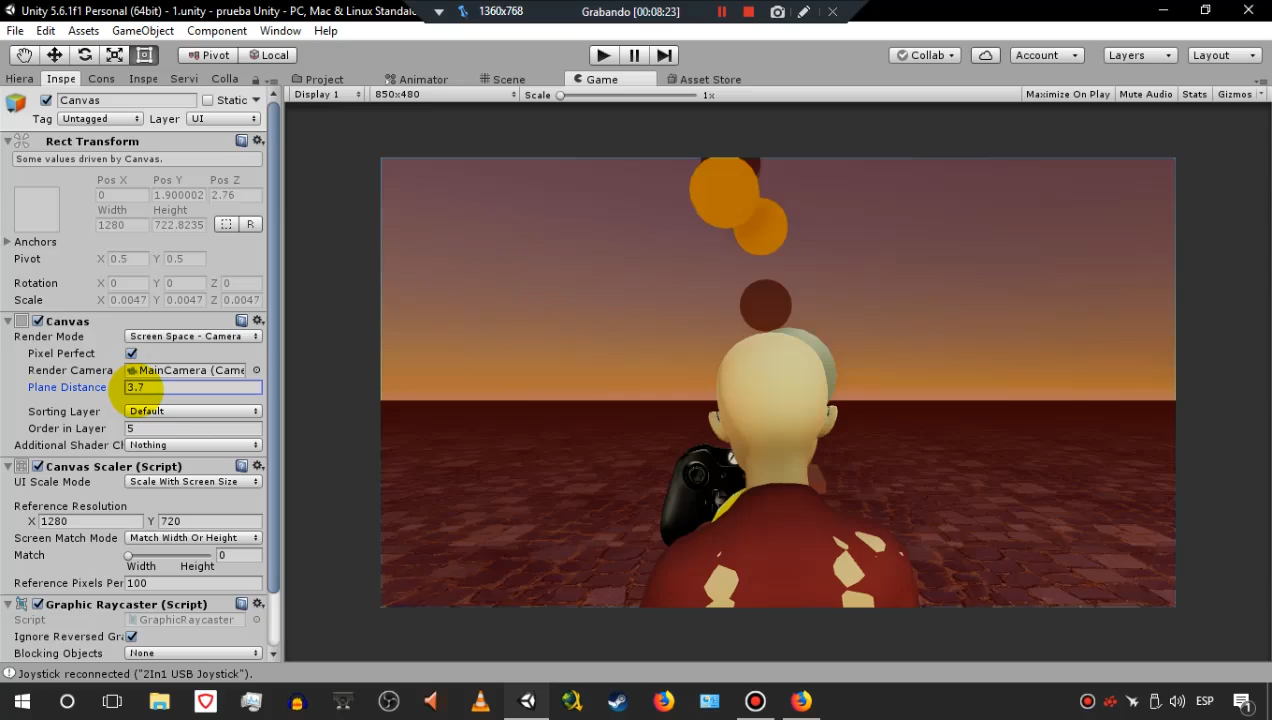 Unity 5.6.1f1 Personal (64bit) - 1.unity - prueba Unity - PC, Mac & Linux Standalo
1360x768
Grabando [00:08:23]
File Edit Assets GameObject Component Window Help
Pivot Local
Collab Account Layers Layout
Hiera Inspe Cons Inspe Servi Colla
Project Animator Scene Game Asset Store
Display 1 850x480 Scale 1x Maximize On Play Mute Audio Stats Gizmos
Canvas Static
Tag Untagged Layer UI
Rect Transform
Some values driven by Canvas.
Pos X Pos Y Pos Z
0 1.900002 2.76
Width Height
1280 722.8235 R
Anchors
Pivot X 0.5 Y 0.5
Rotation X 0 Y 0 Z 0
Scale X 0.0047 Y 0.0047 Z 0.0047
Canvas
Render Mode Screen Space - Camera
Pixel Perfect
Render Camera MainCamera (Came
Plane Distance 3.7
Sorting Layer Default
Order in Layer 5
Additional Shader Ch Nothing
Canvas Scaler (Script)
UI Scale Mode Scale With Screen Size
Reference Resolution
X 1280 Y 720
Screen Match Mode Match Width Or Height
Match 0
Width Height
Reference Pixels Per 100
Graphic Raycaster (Script)
Script GraphicRaycaster
Ignore Reversed Gra
Blocking Objects None
Joystick reconnected ("2In1 USB Joystick").
ESP 1